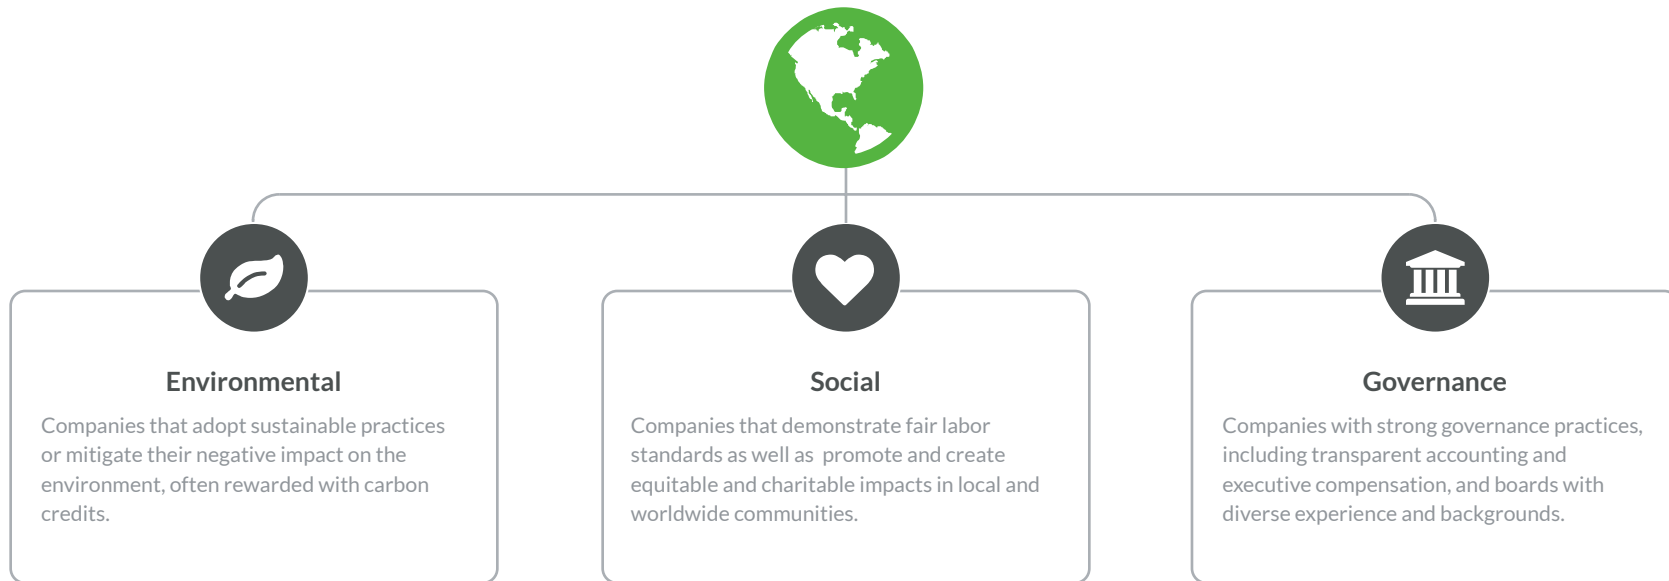 Environmental
Companies that adopt sustainable practices
or mitigate their negative impact on the
environment, often rewarded with carbon
credits.
Social
Companies that demonstrate fair labor
standards as well as  promote and create
equitable and charitable impacts in local and
worldwide communities.
Governance
Companies with strong governance practices,
including transparent accounting and
executive compensation, and boards with
diverse experience and backgrounds.